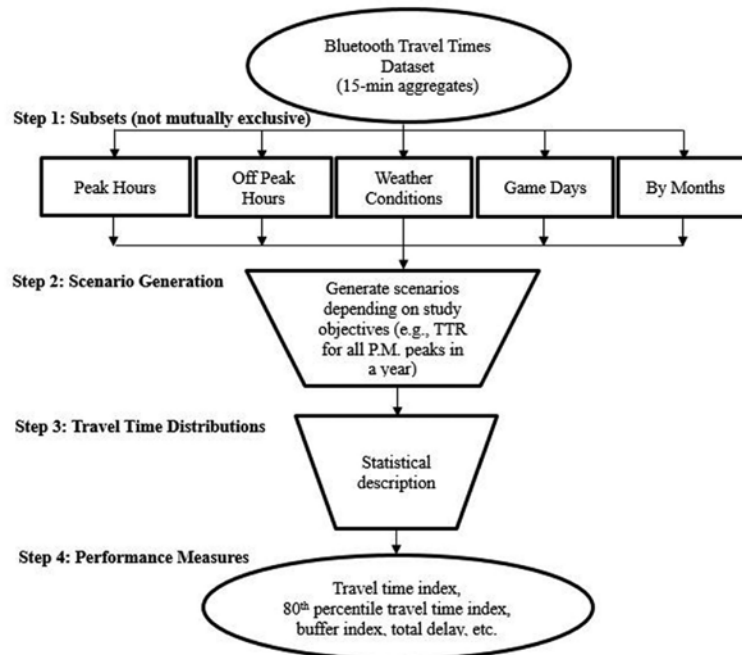 Bluetooth Travel Times
Dataset
(15-min aggregates)
Step 1: Subsets (not mutually exclusive)
Peak Hours
Off Peak
Hours
Weather
Conditions
Game Days
By Months
Step 2: Scenario Generation
Generate scenarios
depending on study
objectives (e.g., TTR
for all P.M. peaks in
a year)
Step 3: Travel Time Distributions
Statistical
description
Step 4: Performance Measures
Travel time index,
80th percentile travel time index,
buffer index, total delay, etc.